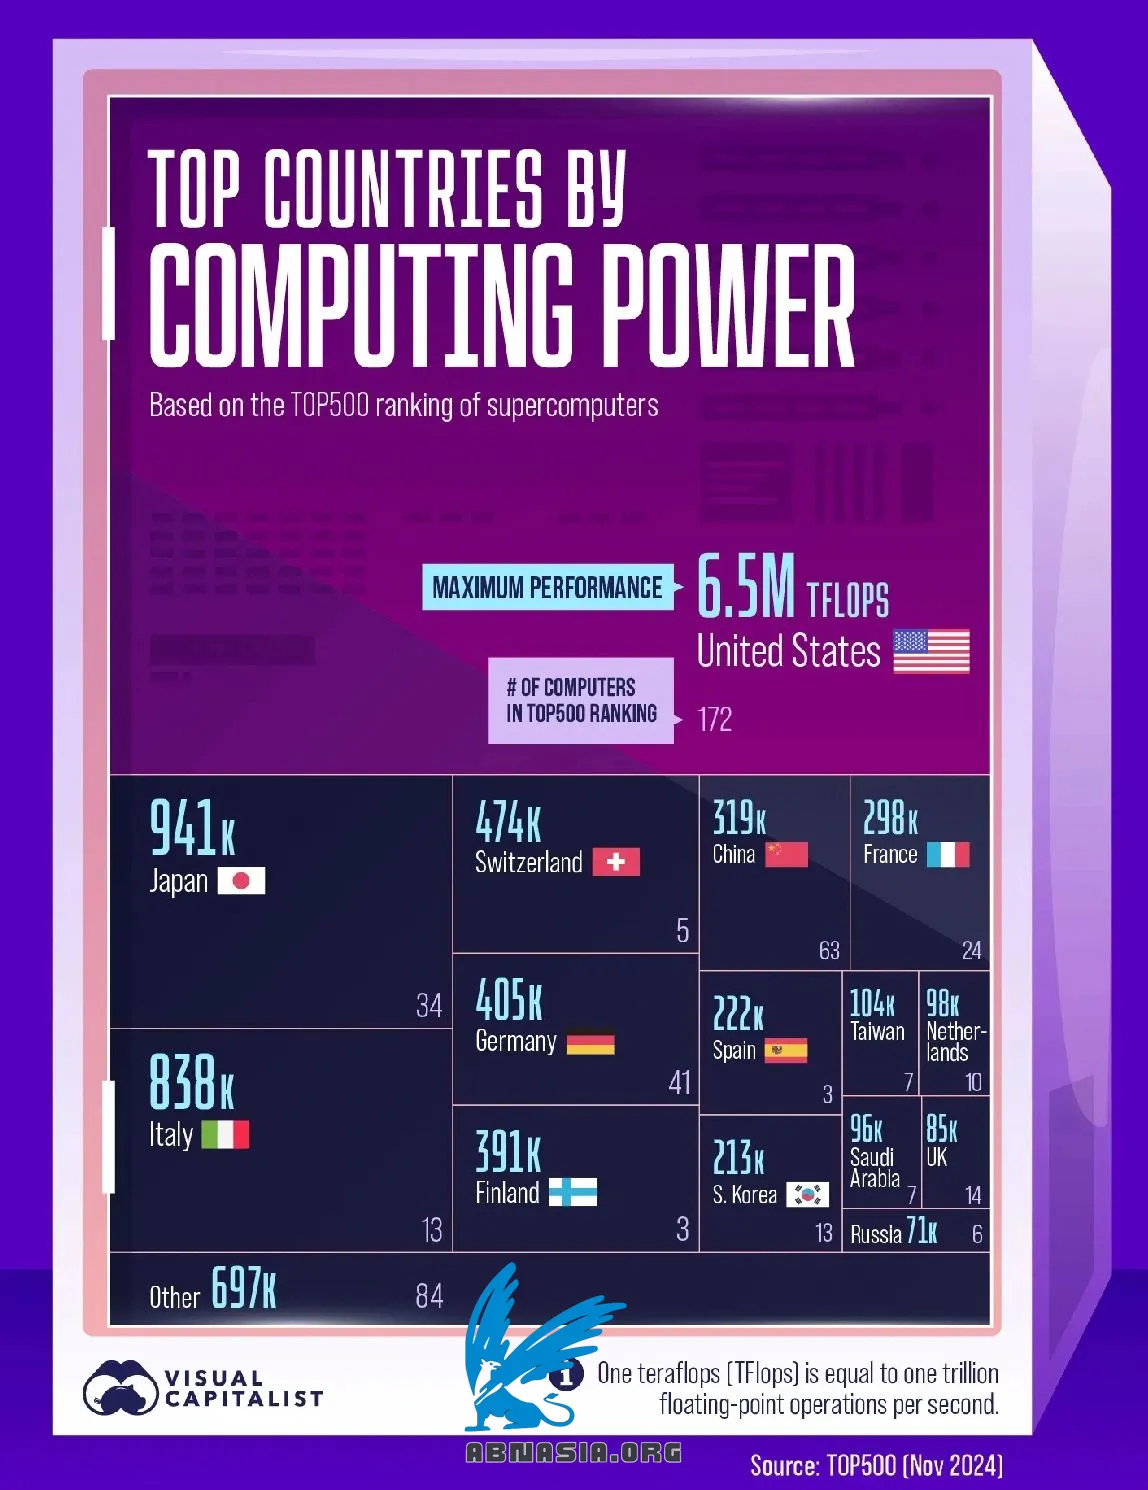 TOP COUNTRIES BY
COMPUTING POWER
Based on the TOP500 ranking of supercomputers
MAXIMUM PERFORMANCE
6.5M TFLOPS
United States
# OF COMPUTERS
IN TOP500 RANKING
172
941K
Japan
34
474K
Switzerland
5
319K
China
63
298K
France
24
838K
Italy
13
405K
Germany
41
391K
Finland
3
222K
Spain
3
213K
S. Korea
13
104K
Taiwan
7
98K
Nether-
lands
10
96K
Saudi
Arabia
7
85K
UK
14
Russia 71K 6
Other 697K 84
VISUAL
CAPITALIST
1
One teraflops (TFlops) is equal to one trillion
floating-point operations per second.
ABNASIA.ORG
Source: TOP500 (Nov 2024)